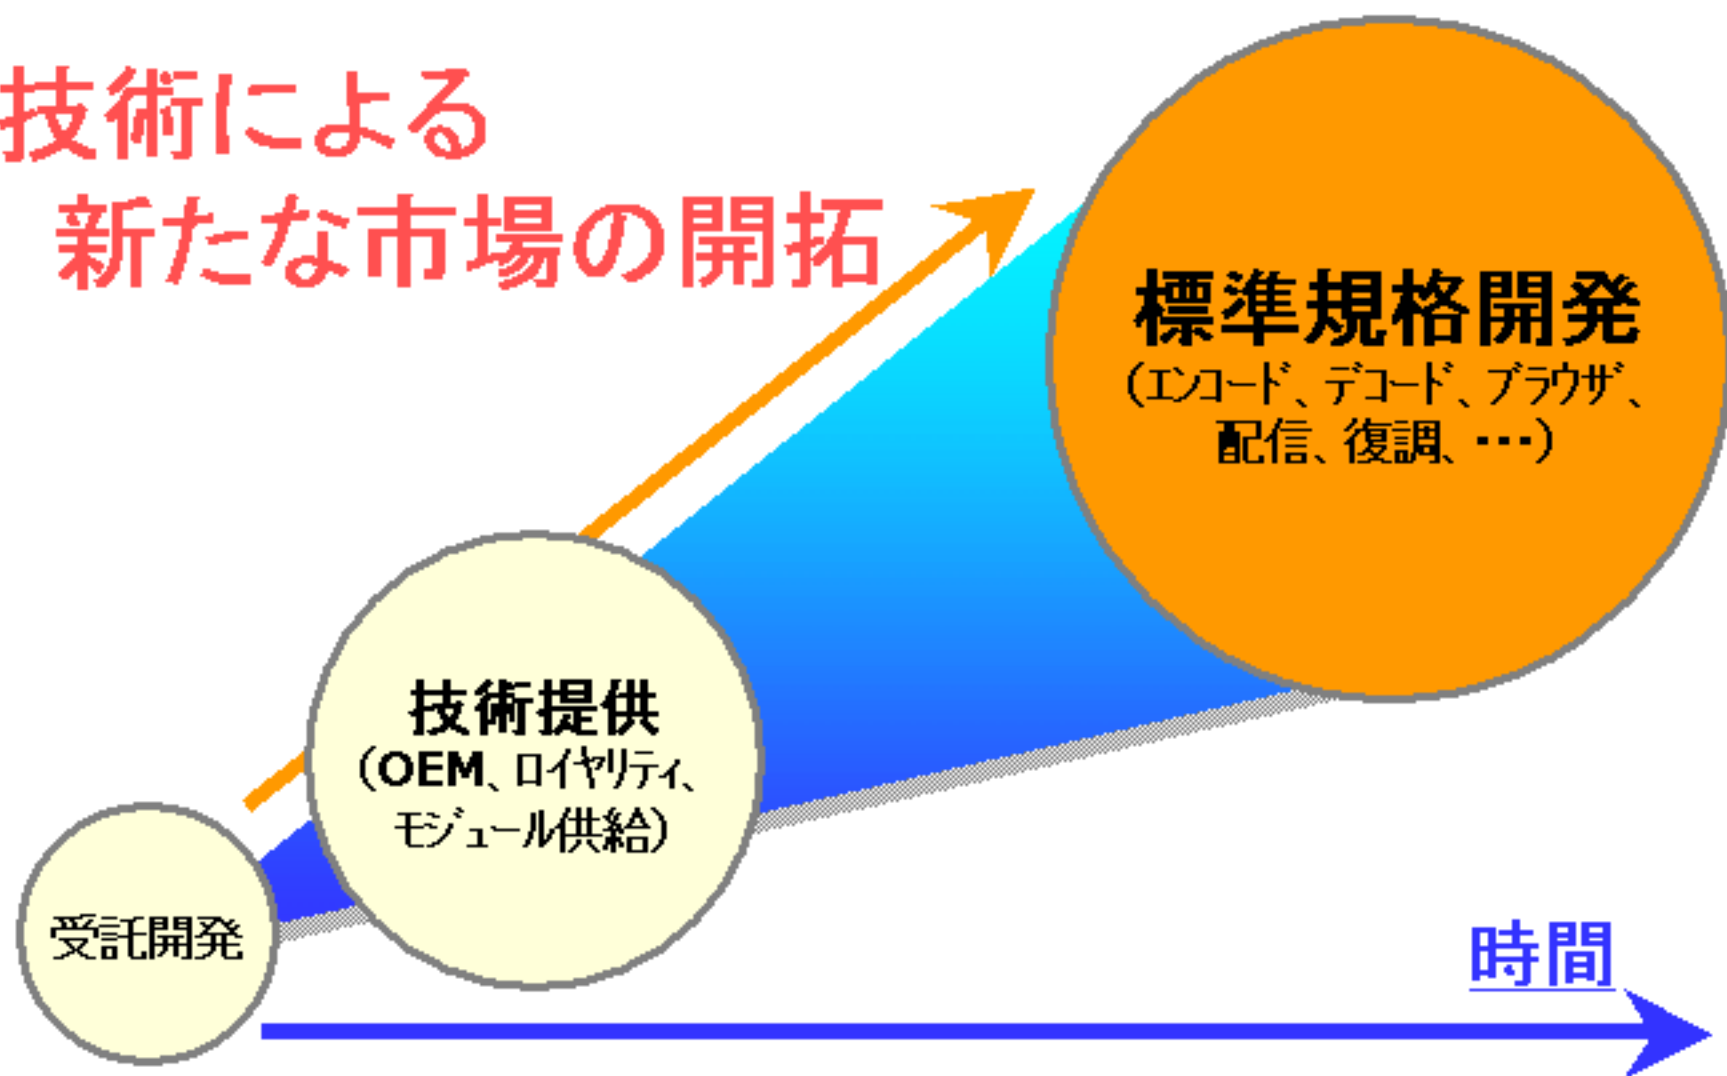 技術による
新たな市場の開拓
標準規格開発
（ｴﾝｺｰﾄﾞ、ﾃﾞｺｰﾄﾞ、ﾌﾞﾗｳｻﾞ、
配信、復調、･･･）
技術提供
（OEM、ﾛｲﾔﾘﾃｨ、
ﾓｼﾞｭｰﾙ供給）
受託開発
時間